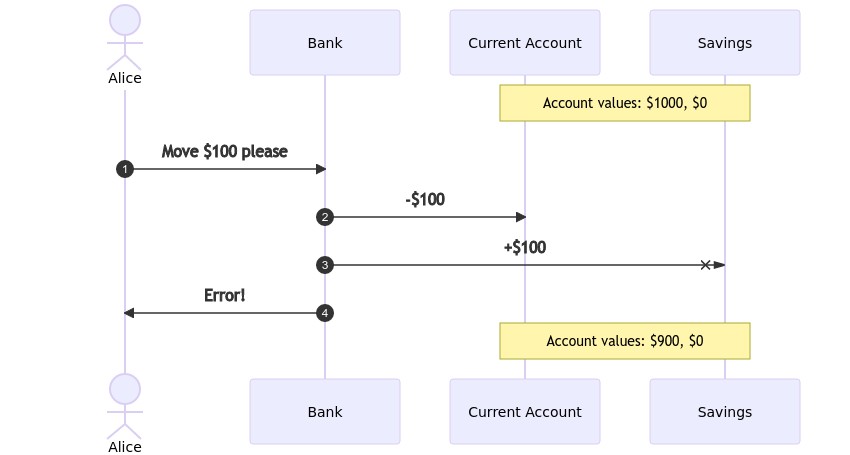 Bank
Current Account
Savings
Alice
Account values: $1000, $0
Move $100 please
1
-$100
2
+$100
3
Error!
4
Account values: $900, $0
Bank
Current Account
Savings
Alice